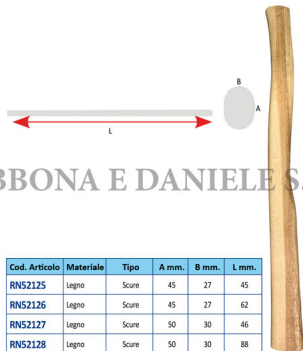 B
A
L
BBONA E DANIELE S.
Cod. Articolo Materiale Tipo A mm. B mm. L mm.
RN52125 Legno Scure 45 27 45
RN52126 Legno Scure 45 27 62
RN52127 Legno Scure 50 30 46
RN52128 Legno Scure 50 30 88